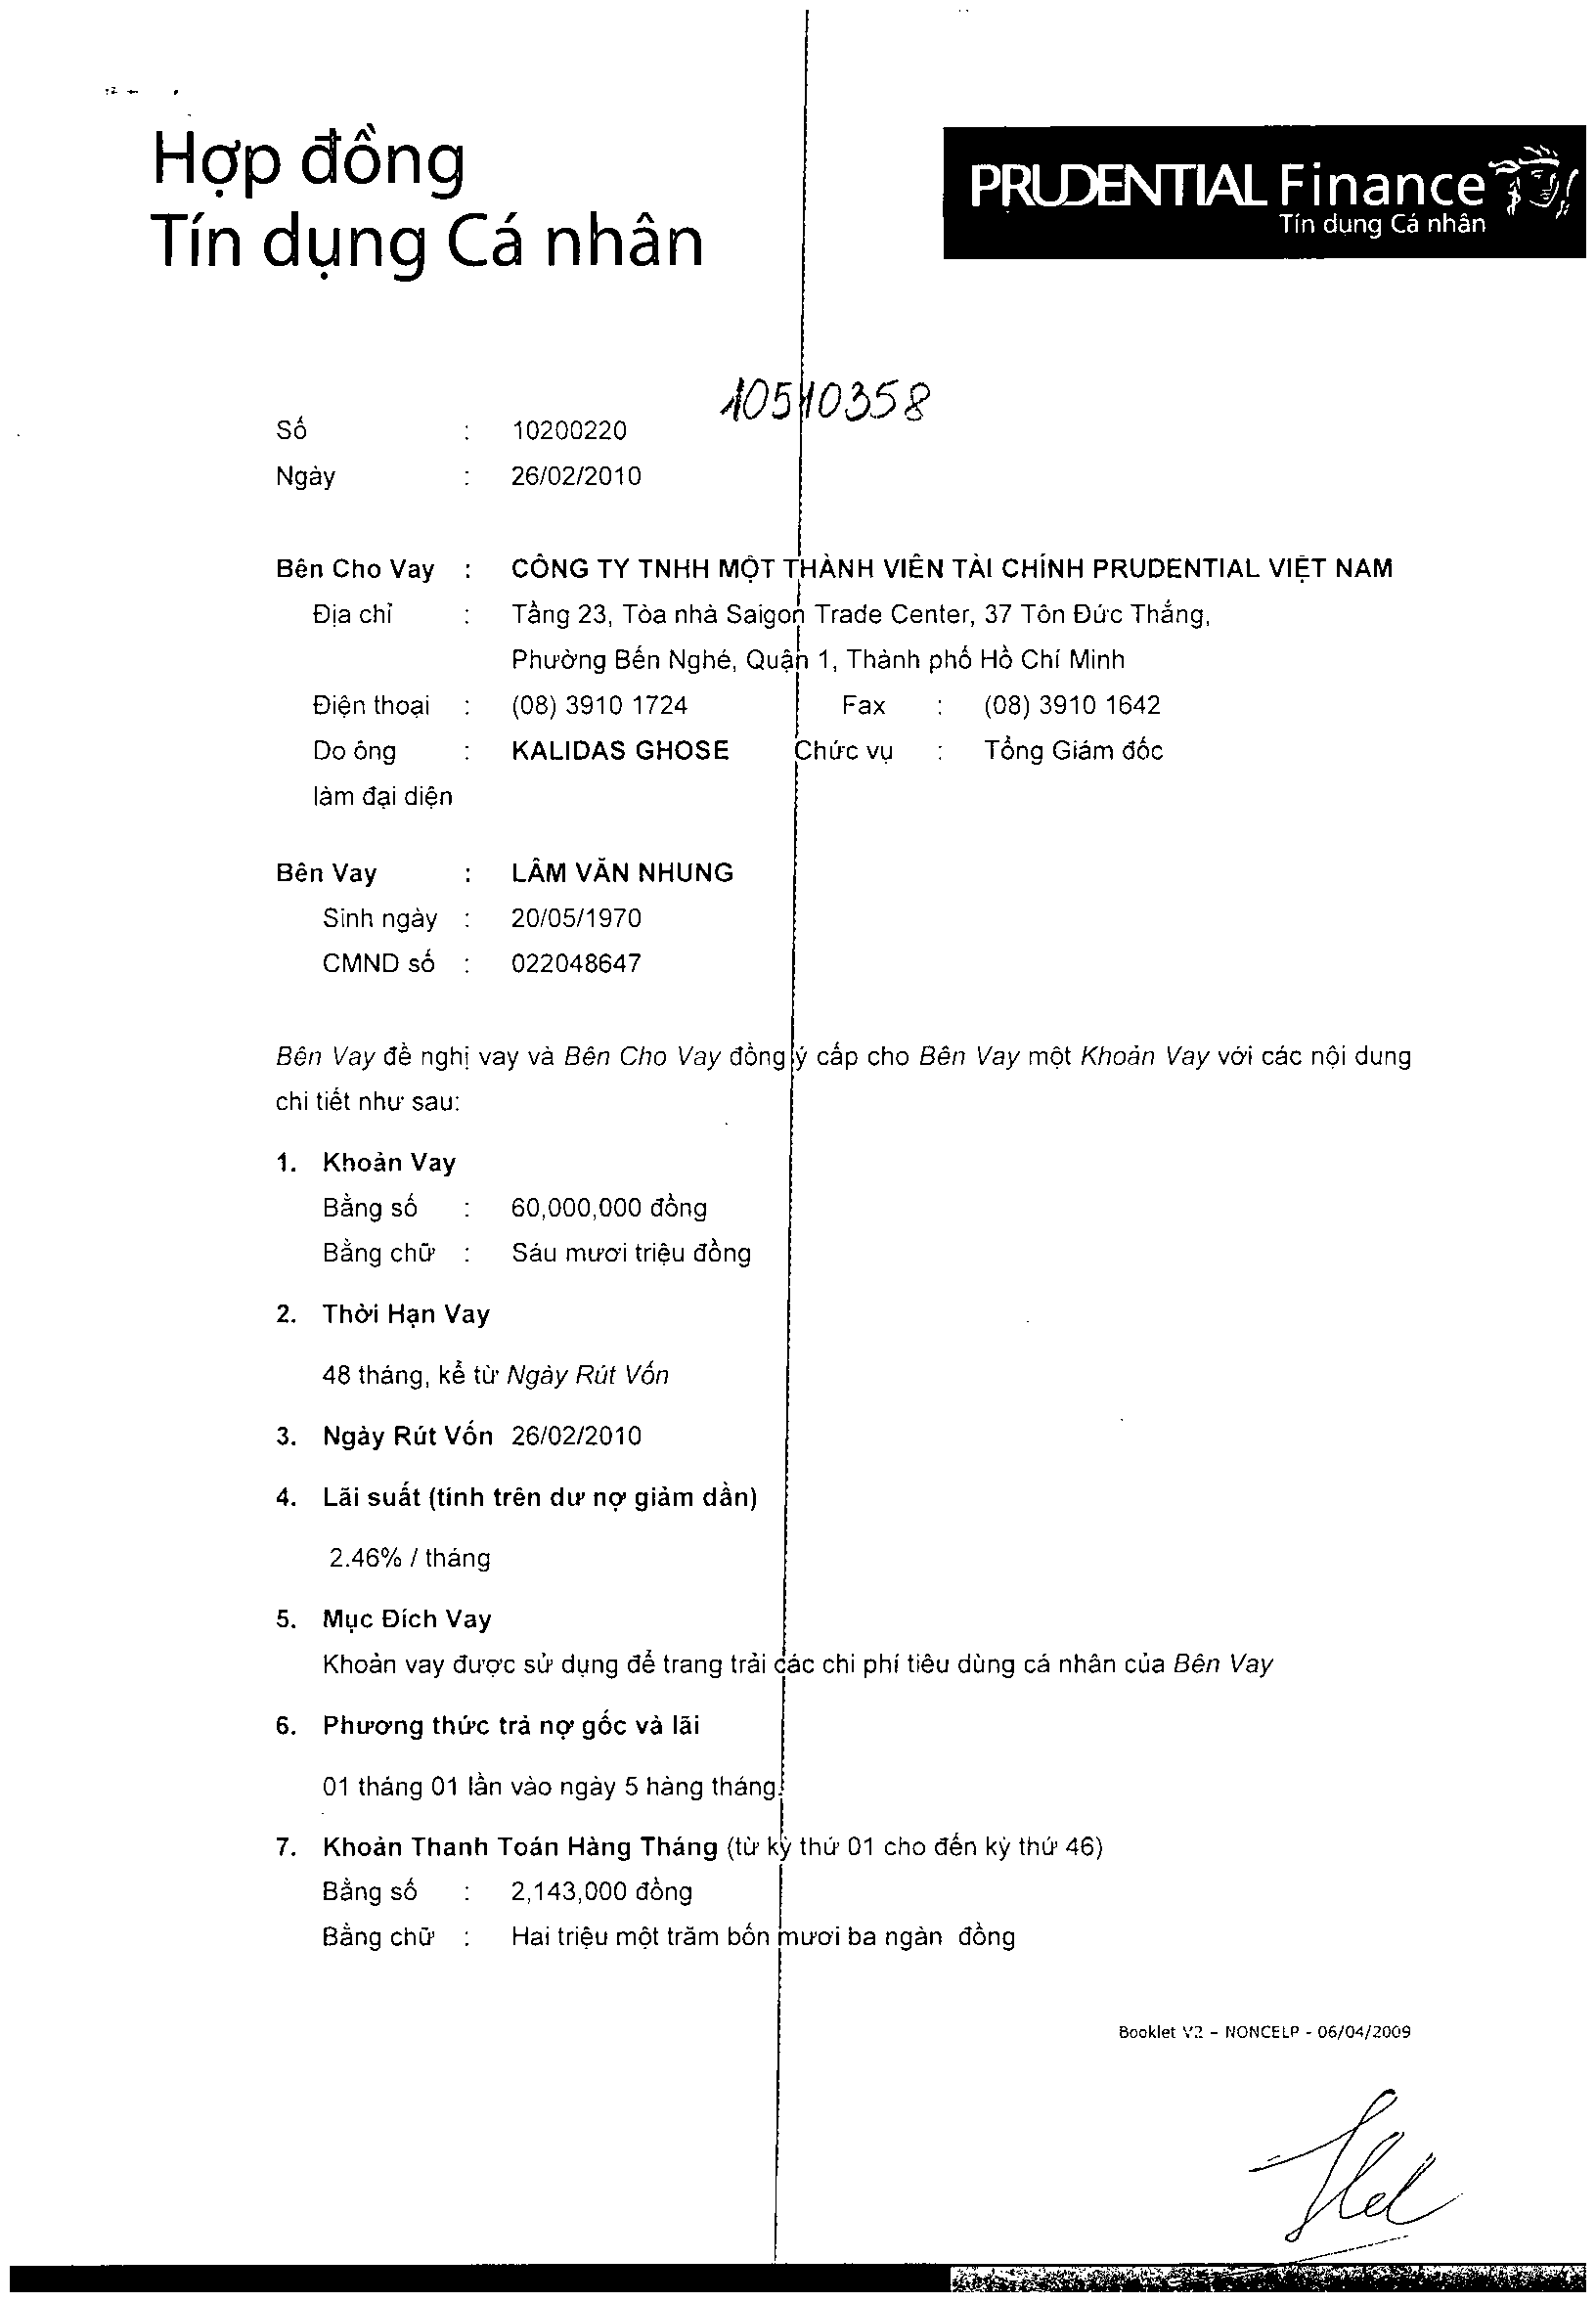 Hợp đồng
Tín dụng Cá nhân
PRUDENTIAL Finance
Tín dụng Cá nhân
10510358
Số : 10200220
Ngày : 26/02/2010
Bên Cho Vay : CÔNG TY TNHH MỘT THÀNH VIÊN TÀI CHÍNH PRUDENTIAL VIỆT NAM
Địa chỉ : Tầng 23, Tòa nhà Saigon Trade Center, 37 Tôn Đức Thắng,
Phường Bến Nghé, Quận 1, Thành phố Hồ Chí Minh
Điện thoại : (08) 3910 1724 Fax : (08) 3910 1642
Do ông : KALIDAS GHOSE Chức vụ : Tổng Giám đốc
làm đại diện
Bên Vay : LÂM VĂN NHUNG
Sinh ngày : 20/05/1970
CMND số : 022048647
Bên Vay đề nghị vay và Bên Cho Vay đồng ý cấp cho Bên Vay một Khoản Vay với các nội dung
chi tiết như sau:
1. Khoản Vay
Bằng số : 60,000,000 đồng
Bằng chữ : Sáu mươi triệu đồng
2. Thời Hạn Vay
48 tháng, kể từ Ngày Rút Vốn
3. Ngày Rút Vốn 26/02/2010
4. Lãi suất (tính trên dư nợ giảm dần)
2.46% / tháng
5. Mục Đích Vay
Khoản vay được sử dụng để trang trải các chi phí tiêu dùng cá nhân của Bên Vay
6. Phương thức trả nợ gốc và lãi
01 tháng 01 lần vào ngày 5 hàng tháng.
7. Khoản Thanh Toán Hàng Tháng (từ kỳ thứ 01 cho đến kỳ thứ 46)
Bằng số : 2,143,000 đồng
Bằng chữ : Hai triệu một trăm bốn mươi ba ngàn đồng
Booklet V2 – NONCELP - 06/04/2009